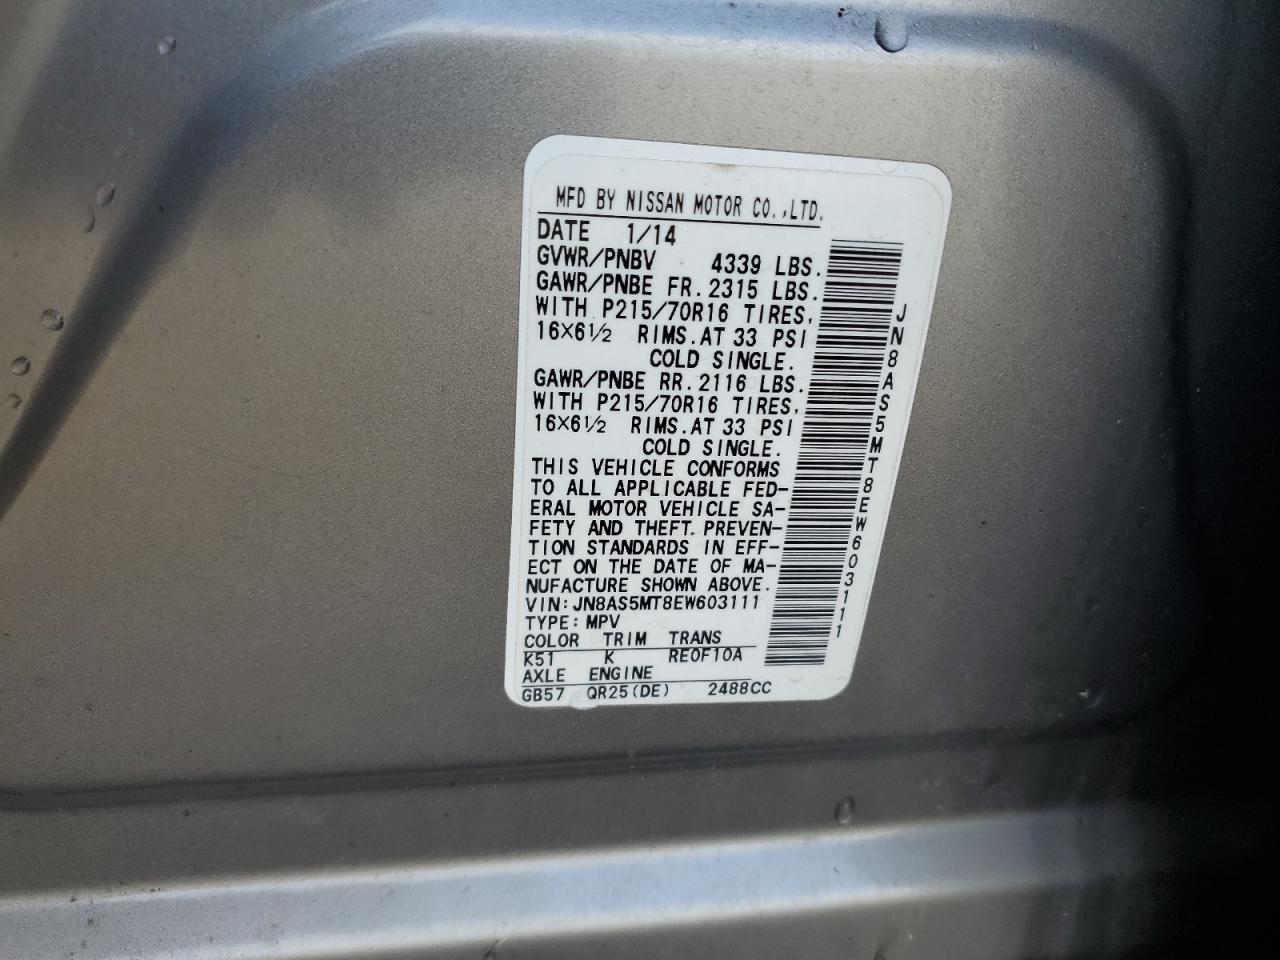 MFD BY NISSAN MOTOR CO.,LTD.
DATE 1/14
GVWR/PNBV 4339 LBS.
GAWR/PNBE FR. 2315 LBS.
WITH P215/70R16 TIRES,
16×6½ RIMS. AT 33 PSI
COLD SINGLE.
GAWR/PNBE RR. 2116 LBS.
WITH P215/70R16 TIRES,
16×6½ RIMS. AT 33 PSI
COLD SINGLE.
THIS VEHICLE CONFORMS
TO ALL APPLICABLE FED-
ERAL MOTOR VEHICLE SA-
FETY AND THEFT. PREVEN-
TION STANDARDS IN EFF-
ECT ON THE DATE OF MA-
NUFACTURE SHOWN ABOVE.
VIN: JN8AS5MT8EW603111
TYPE: MPV
COLOR TRIM TRANS
K51 K RE0F10A
AXLE ENGINE
GB57 QR25(DE) 2488CC
JN8AS5MT8EW603111